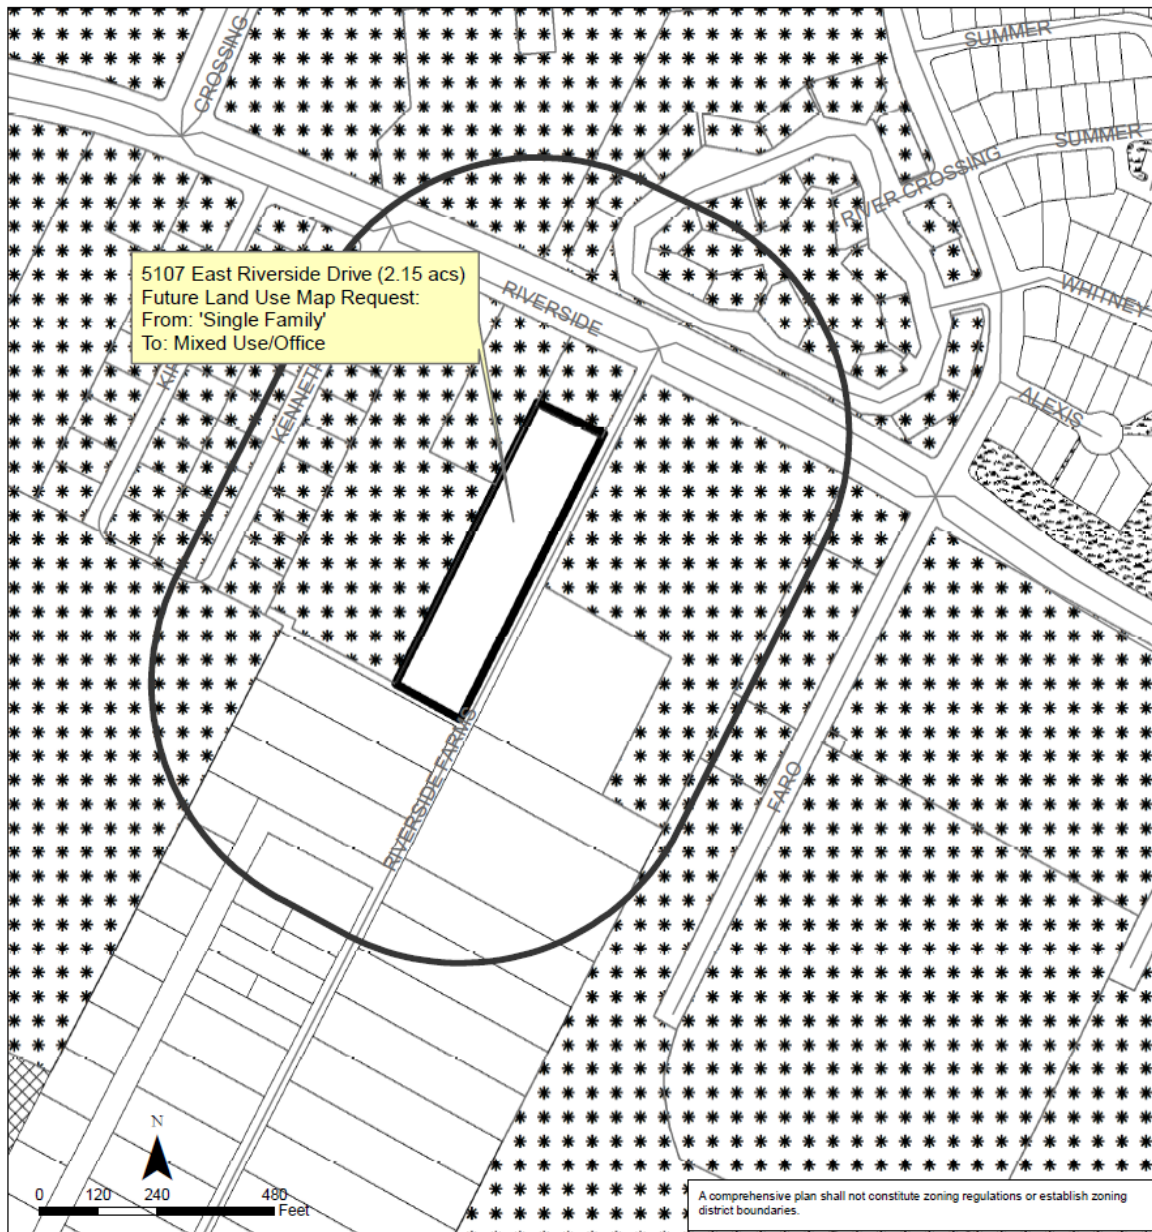 CROSSING
SUMMER
SUMMER
RIVER CROSSING
WHITNEY
5107 East Riverside Drive (2.15 acs)
Future Land Use Map Request:
From: 'Single Family'
To: Mixed Use/Office
RIVERSIDE
ALEXIS
RIVERSIDE FARMS
FARO
N
0 120 240 480
Feet
A comprehensive plan shall not constitute zoning regulations or establish zoning
district boundaries.